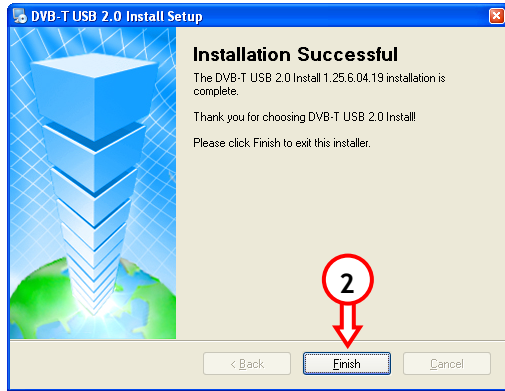 DVB-T USB 2.0 Install Setup
Installation Successful
The DVB-T USB 2.0 Install 1.25.6.04.19 installation is
complete.
Thank you for choosing DVB-T USB 2.0 Install!
Please click Finish to exit this installer.
2
< Back
Finish
Cancel